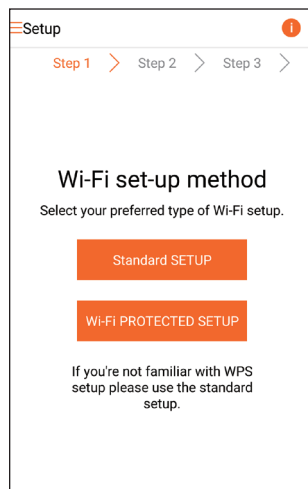 Setup
Step 1 Step 2 Step 3
Wi-Fi set-up method
Select your preferred type of Wi-Fi setup.
Standard SETUP
Wi-Fi PROTECTED SETUP
If you're not familiar with WPS
setup please use the standard
setup.